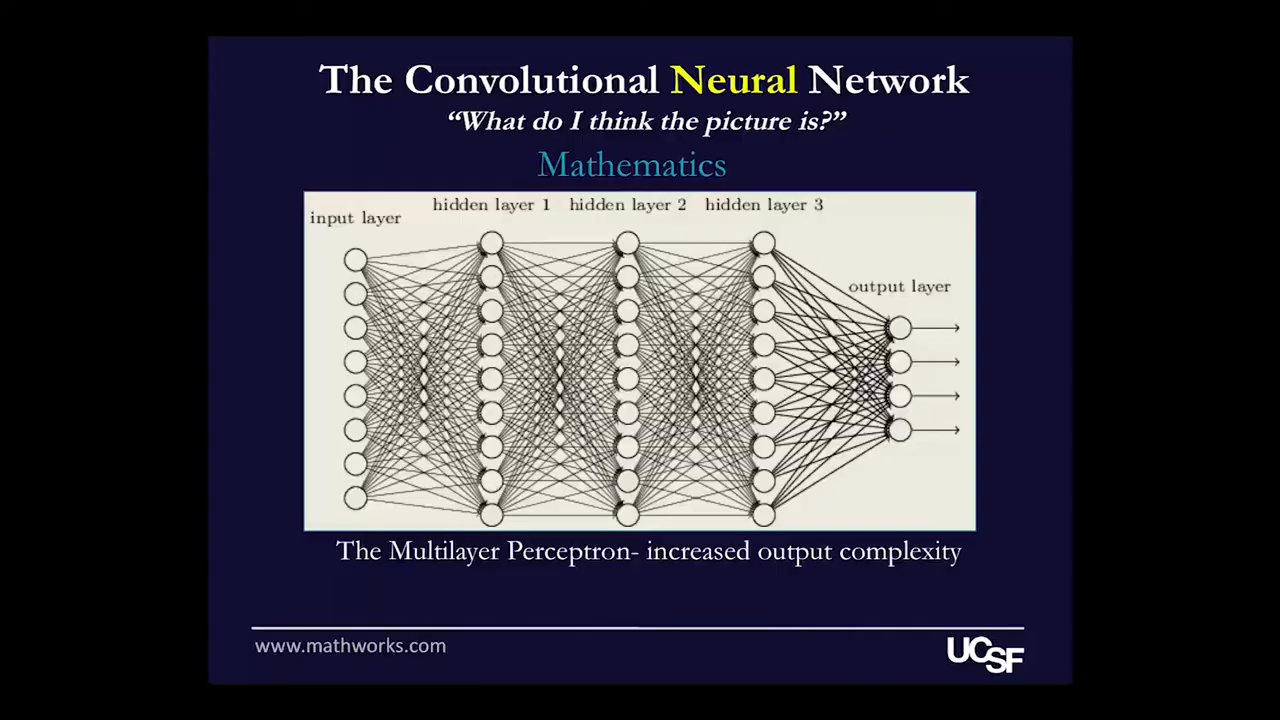 The Convolutional Neural Network
“What do I think the picture is?”
Mathematics
input layer
hidden layer 1
hidden layer 2
hidden layer 3
output layer
The Multilayer Perceptron- increased output complexity
www.mathworks.com
UCSF